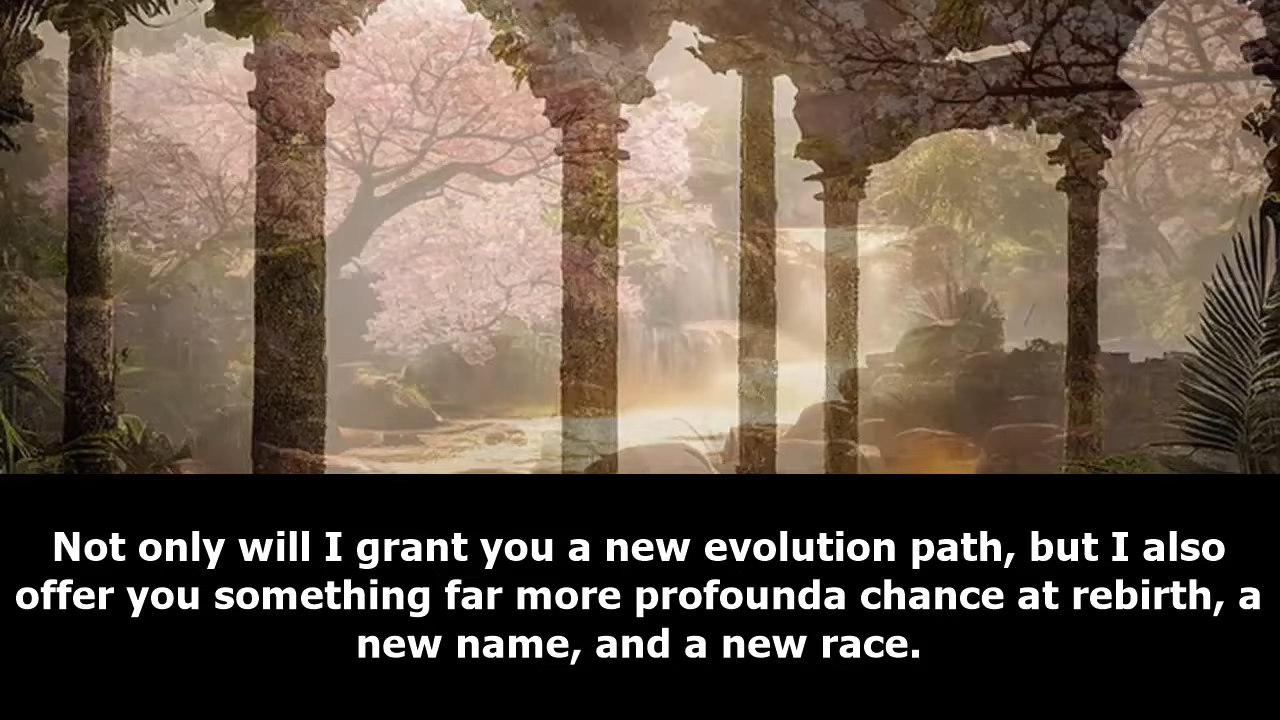 Not only will I grant you a new evolution path, but I also
offer you something far more profounda chance at rebirth, a
new name, and a new race.